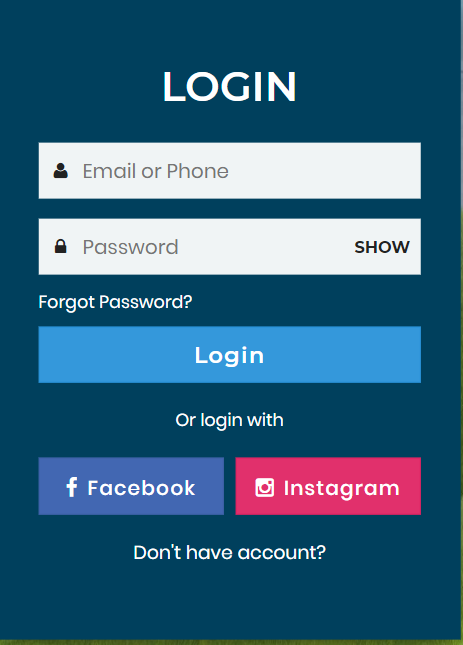 LOGIN
Email or Phone
Password SHOW
Forgot Password?
Login
Or login with
Facebook Instagram
Don't have account?